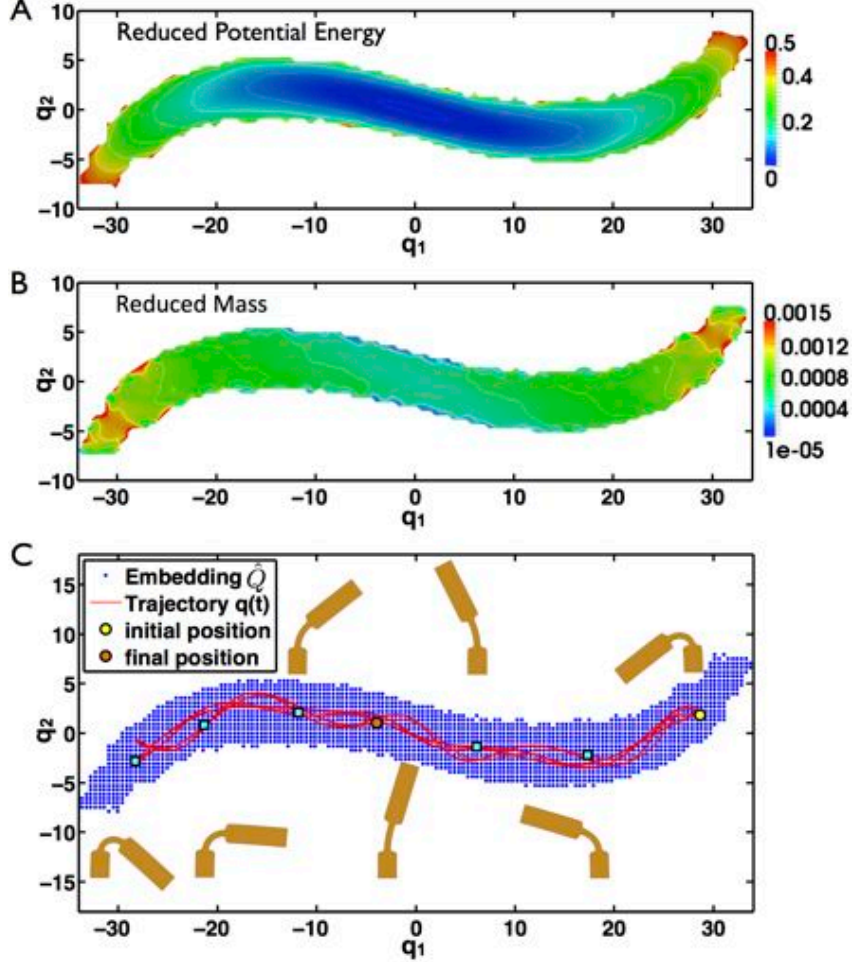 A
Reduced Potential Energy
10
5
0
−5
−10
q2
−30
−20
−10
0
10
20
30
q1
0.5
0.4
0.2
0
B
Reduced Mass
10
5
0
−5
−10
q2
−30
−20
−10
0
10
20
30
q1
0.0015
0.0012
0.0008
0.0004
1e-05
C
Embedding Q̂
Trajectory q(t)
initial position
final position
15
10
5
0
−5
−10
−15
q2
−30
−20
−10
0
10
20
30
q1